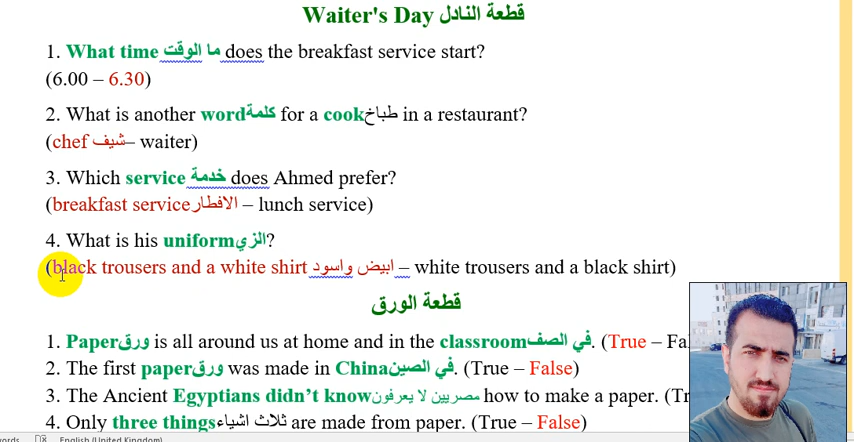 Waiter's Day قطعة النادل
1. What time ما الوقت does the breakfast service start?
(6.00 – 6.30)
2. What is another word كلمة for a cook طباخ in a restaurant?
(chef شيف – waiter)
3. Which service خدمة does Ahmed prefer?
(breakfast service الافطار – lunch service)
4. What is his uniform الزي?
(black trousers and a white shirt ابيض واسود – white trousers and a black shirt)
قطعة الورق
1. Paper ورق is all around us at home and in the classroom في الصف. (True – Fa
2. The first paper ورق was made in China في الصين. (True – False)
3. The Ancient Egyptians didn't know مصريين لا يعرفون how to make a paper. (Tr
4. Only three things ثلاث اشياء are made from paper. (True – False)
English (United Kingdom)